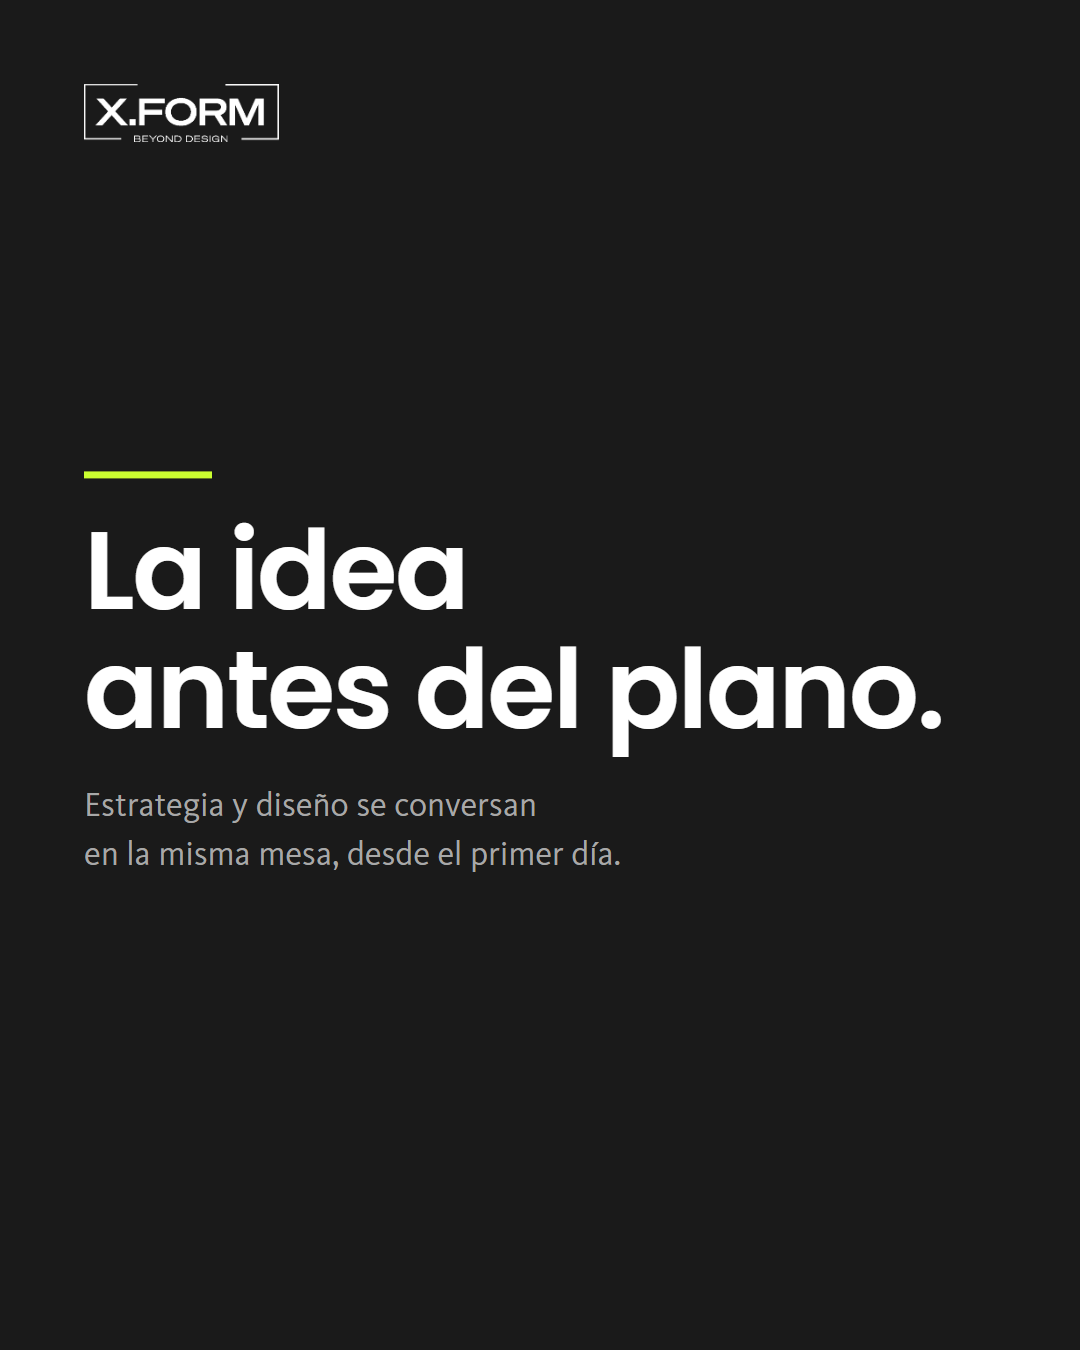 X.FORM
BEYOND DESIGN
La idea
antes del plano.
Estrategia y diseño se conversan
en la misma mesa, desde el primer día.